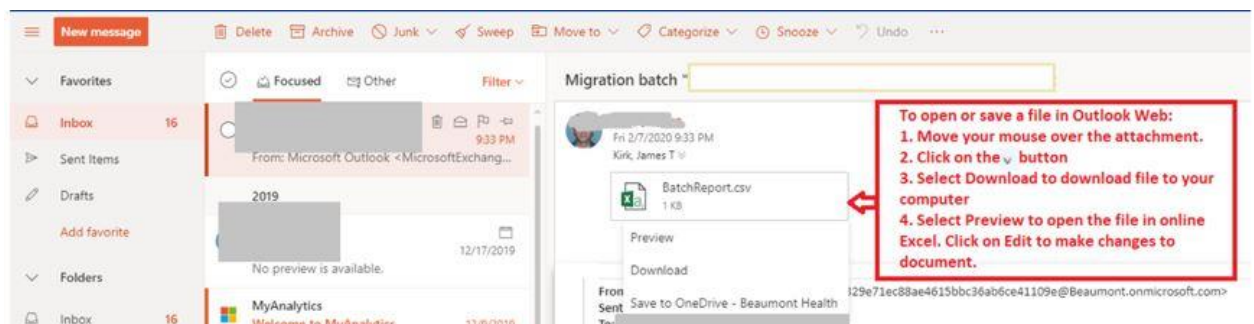 New message
Delete
Archive
Junk
Sweep
Move to
Categorize
Snooze
Undo
Favorites
Focused
Other
Filter
Migration batch "
Inbox 16
9:33 PM
From: Microsoft Outlook <MicrosoftExchang...
Sent Items
Drafts
2019
Add favorite
12/17/2019
No preview is available.
Folders
MyAnalytics
Welcome to MyAnalytics 12/9/2019
Inbox 16
Fri 2/7/2020 9:33 PM
Kirk, James T
BatchReport.csv
1 KB
Preview
Download
Save to OneDrive - Beaumont Health
From
Sent
329e71ec88ae4615bbc36ab6ce41109e@Beaumont.onmicrosoft.com>
To open or save a file in Outlook Web:
1. Move your mouse over the attachment.
2. Click on the button
3. Select Download to download file to your
computer
4. Select Preview to open the file in online
Excel. Click on Edit to make changes to
document.